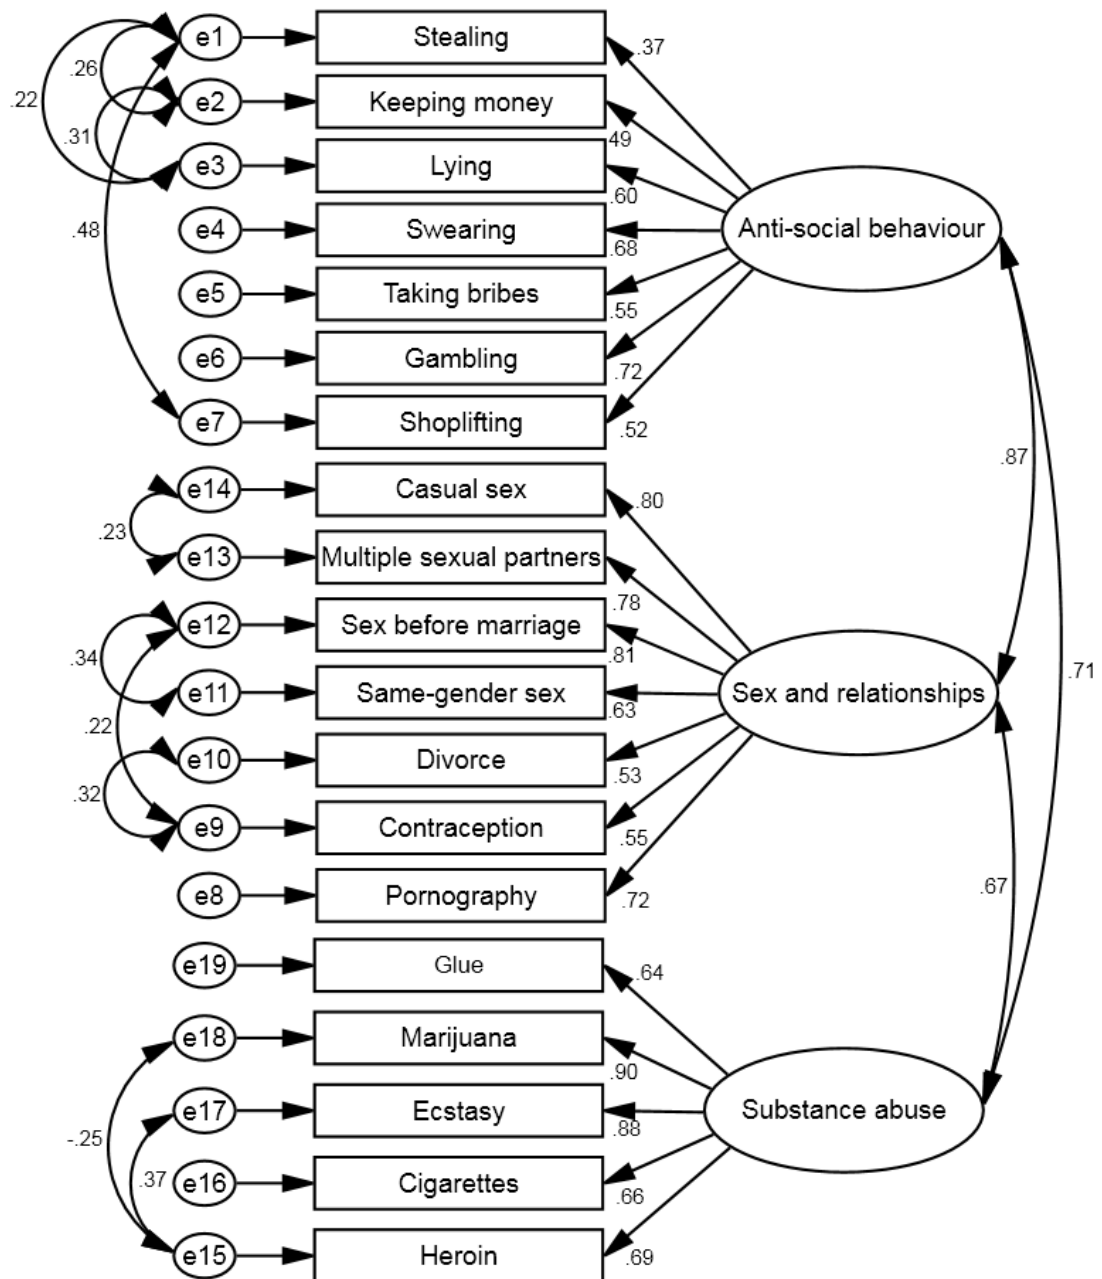 e1 Stealing .37
.26
.22
e2 Keeping money 49
.31
e3 Lying .60
.48
e4 Swearing .68
Anti-social behaviour
e5 Taking bribes .55
e6 Gambling .72
e7 Shoplifting .52
.87
e14 Casual sex .80
.23
e13 Multiple sexual partners .78
e12 Sex before marriage .81
.34
e11 Same-gender sex .63
Sex and relationships
.71
.22
e10 Divorce .53
.32
e9 Contraception .55
e8 Pornography .72
.67
e19 Glue .64
e18 Marijuana .90
e17 Ecstasy .88
Substance abuse
-.25
.37
e16 Cigarettes .66
e15 Heroin .69